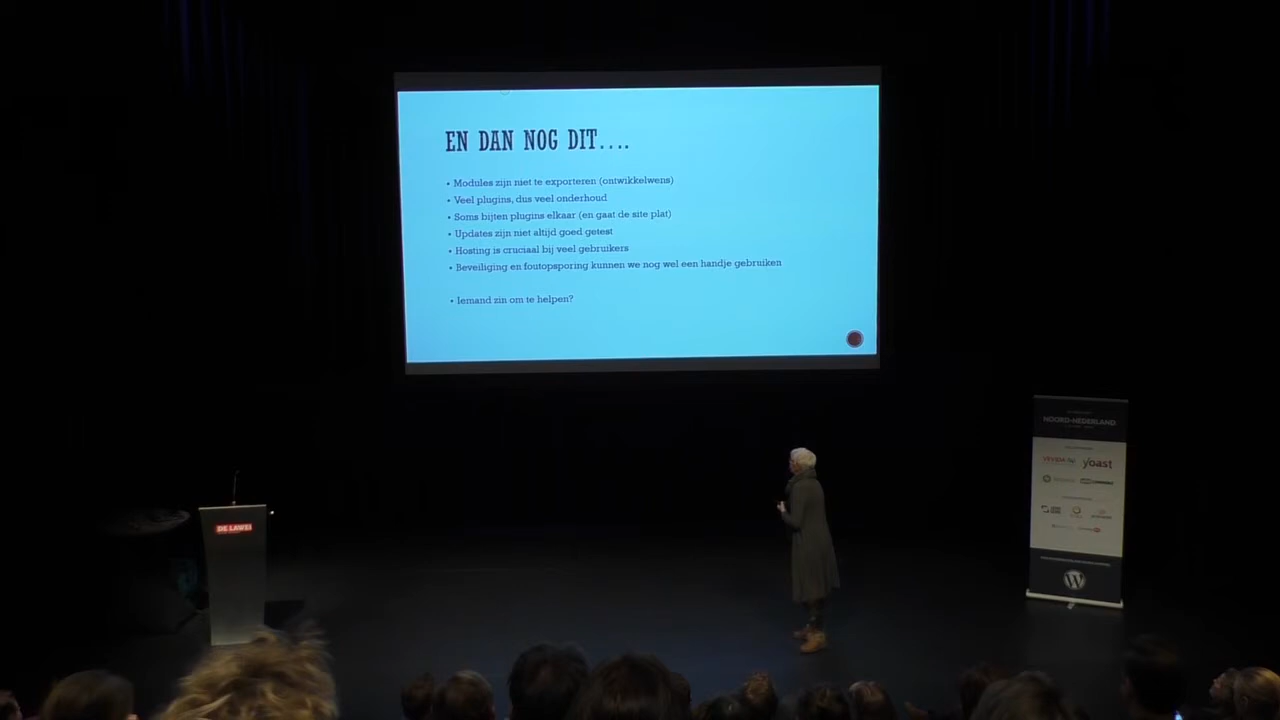 EN DAN NOG DIT....
• Modules zijn niet te exporteren (ontwikkelwens)
• Veel plugins, dus veel onderhoud
• Soms bijten plugins elkaar (en gaat de site plat)
• Updates zijn niet altijd goed getest
• Hosting is cruciaal bij veel gebruikers
• Beveiliging en foutopsporing kunnen we nog wel een handje gebruiken
• Iemand zin om te helpen?
DE LAWEI
NOORD-NEDERLAND
yoast